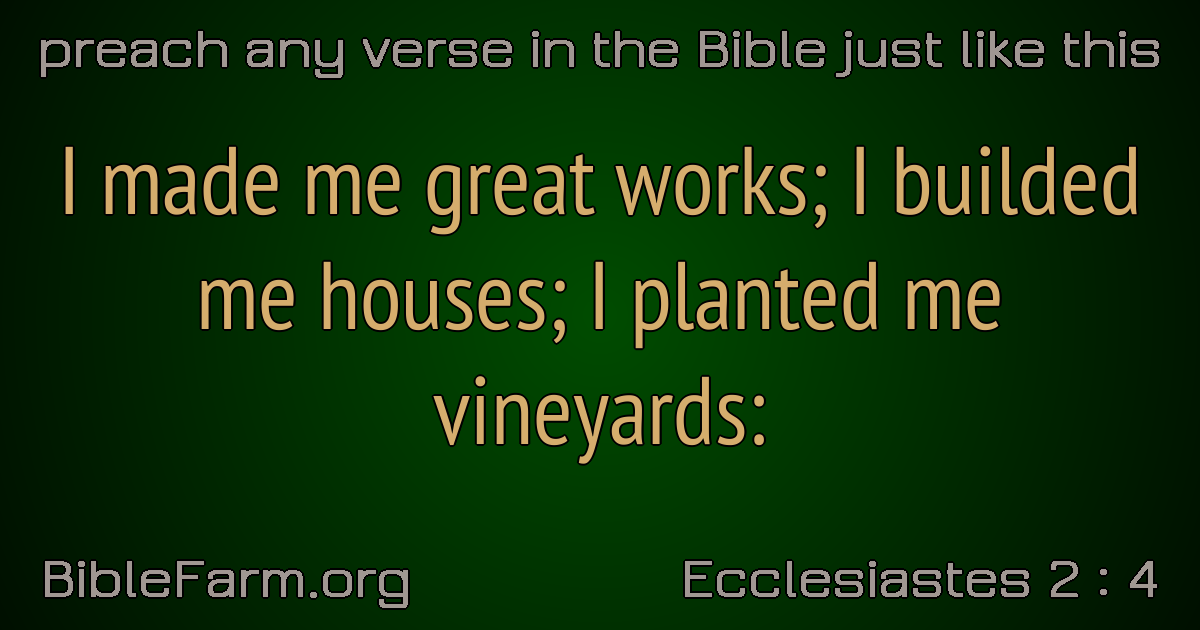 preach any verse in the Bible just like this
I made me great works; I builded
me houses; I planted me
vineyards:
BibleFarm.org
Ecclesiastes 2 : 4